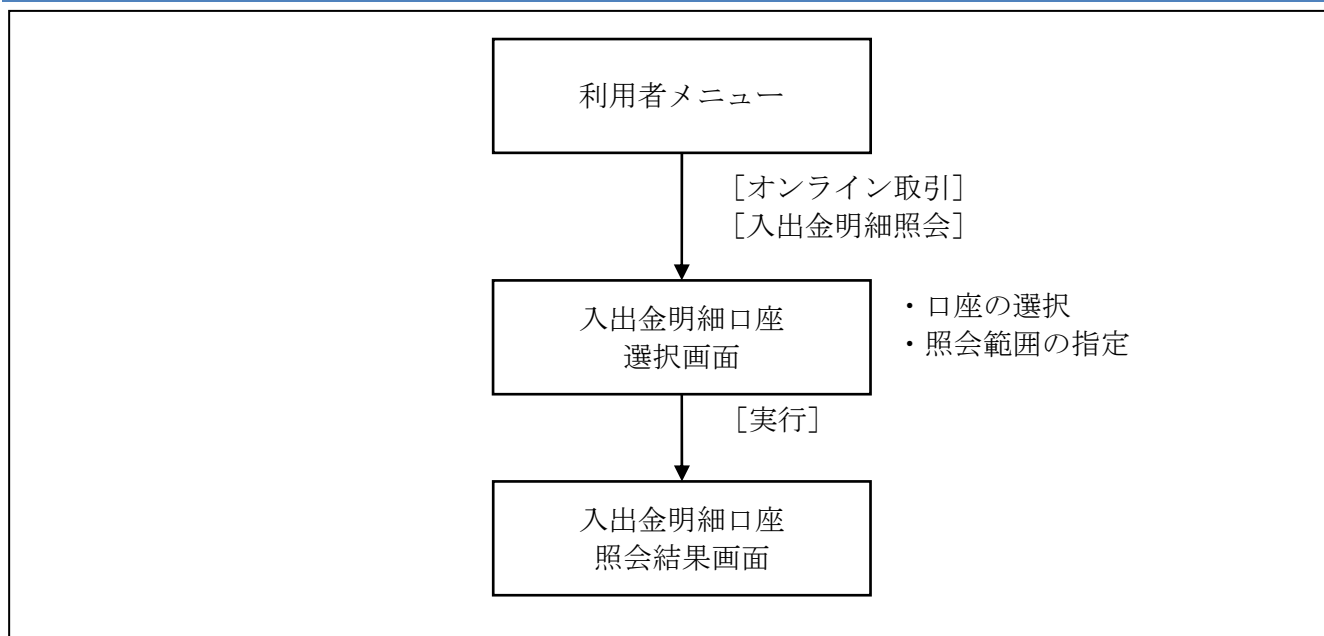 利用者メニュー
［オンライン取引］
［入出金明細照会］
入出金明細口座
選択画面
・口座の選択
・照会範囲の指定
［実行］
入出金明細口座
照会結果画面